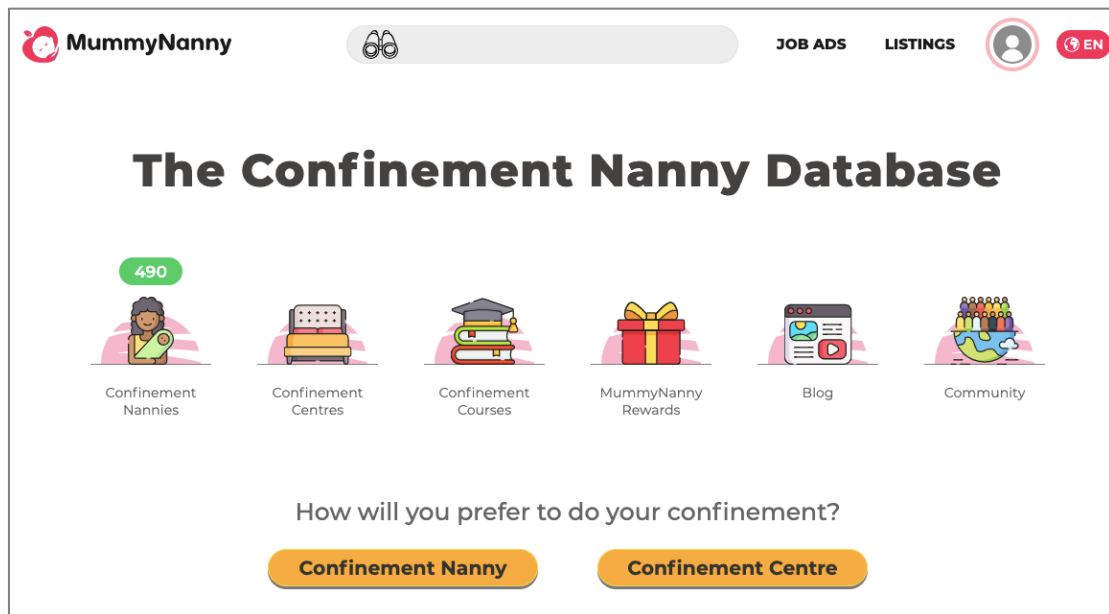 MummyNanny
JOB ADS
LISTINGS
EN
The Confinement Nanny Database
490
Confinement
Nannies
Confinement
Centres
Confinement
Courses
MummyNanny
Rewards
Blog
Community
How will you prefer to do your confinement?
Confinement Nanny
Confinement Centre